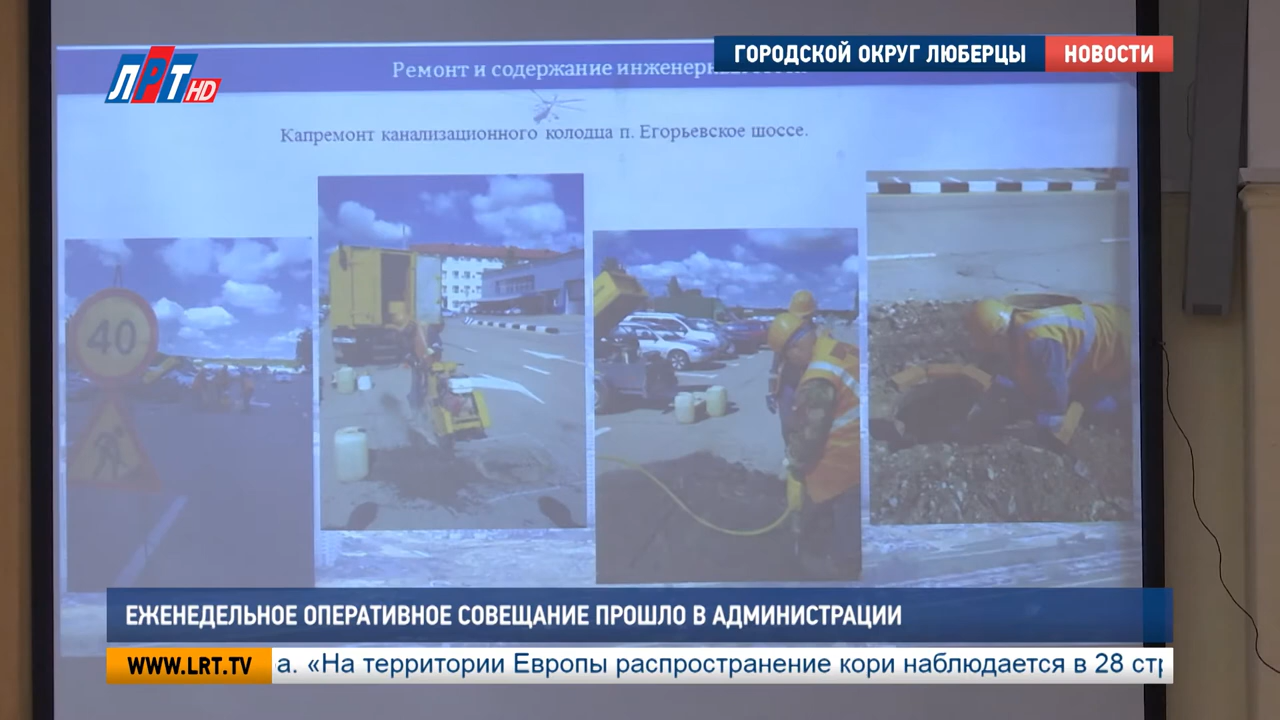 ЛРТ HD
ГОРОДСКОЙ ОКРУГ ЛЮБЕРЦЫ НОВОСТИ
Ремонт и содержание
Капремонт канализационного колодца п. Егорьевское шоссе.
40
ЕЖЕНЕДЕЛЬНОЕ ОПЕРАТИВНОЕ СОВЕЩАНИЕ ПРОШЛО В АДМИНИСТРАЦИИ
WWW.LRT.TV а. «На территории Европы распространение кори наблюдается в 28 стр